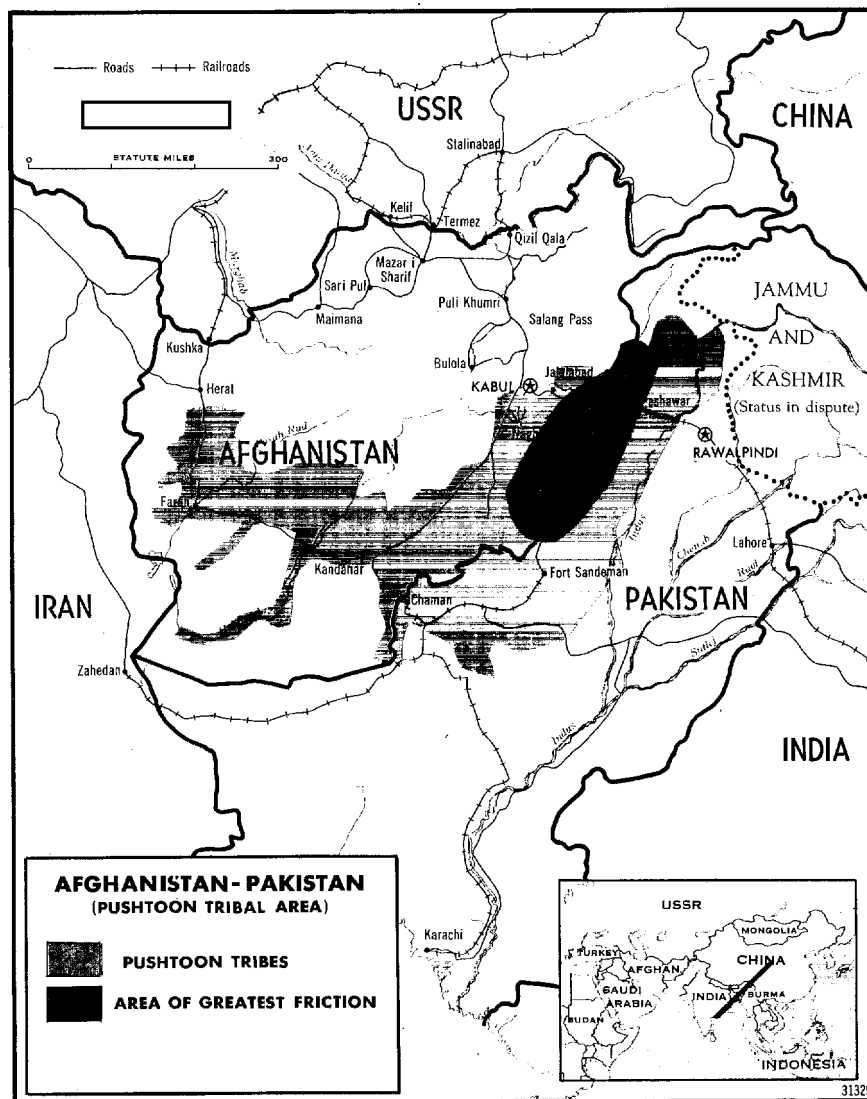 Roads
Railroads
STATUTE MILES
0
300
USSR
CHINA
Stalinabad
Kelif
Termez
Qizil Qala
Mazar i
Sharif
Sari Pul
Puli Khumri
Maimana
Salang Pass
Kushka
Bulola
Herat
KABUL
Jalalabad
JAMMU
AND
KASHMIR
(Status in dispute)
RAWALPINDI
AFGHANISTAN
Farah
Kandahar
Chaman
Fort Sandeman
Indus
Chenab
Lahore
Ravi
PAKISTAN
IRAN
Sutlej
Zahedan
Indus
INDIA
Karachi
AFGHANISTAN-PAKISTAN
(PUSHTOON TRIBAL AREA)
PUSHTOON TRIBES
AREA OF GREATEST FRICTION
USSR
MONGOLIA
TURKEY
CHINA
AFGHAN.
SAUDI
ARABIA
INDIA
BURMA
SUDAN
INDONESIA